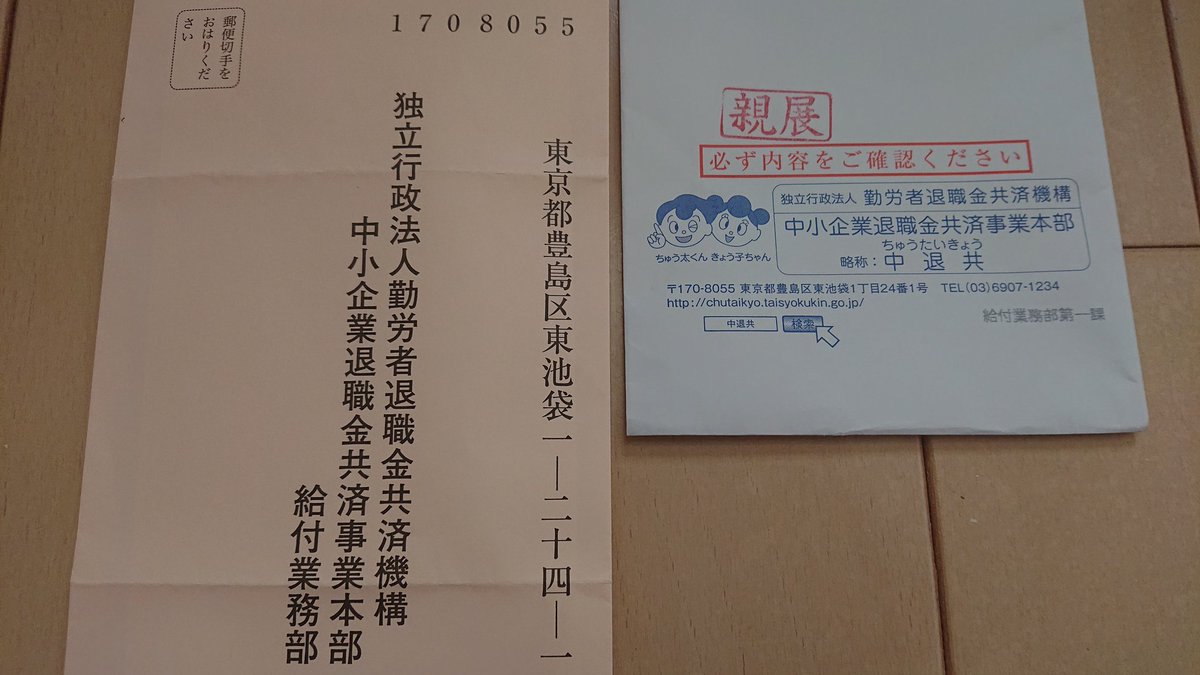 1708055
郵便切手を
おはりくだ
さい
東京都豊島区東池袋一―二十四―一
独立行政法人勤労者退職金共済機構
中小企業退職金共済事業本部
給付業務部
親展
必ず内容をご確認ください
独立行政法人 勤労者退職金共済機構
中小企業退職金共済事業本部
ちゅうたいきょう
略称:中退共
ちゅう太くん きょう子ちゃん
〒170-8055 東京都豊島区東池袋1丁目24番1号 TEL(03)6907-1234
http://chutaikyo.taisyokukin.go.jp/
中退共 検索
給付業務部第一課